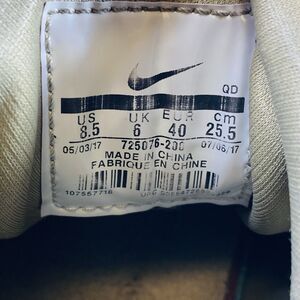 QD
US UK EUR cm
8.5 6 40 25.5
05/03/17 725076-200 07/06/17
MADE IN CHINA
FABRIQUE EN CHINE
UPC